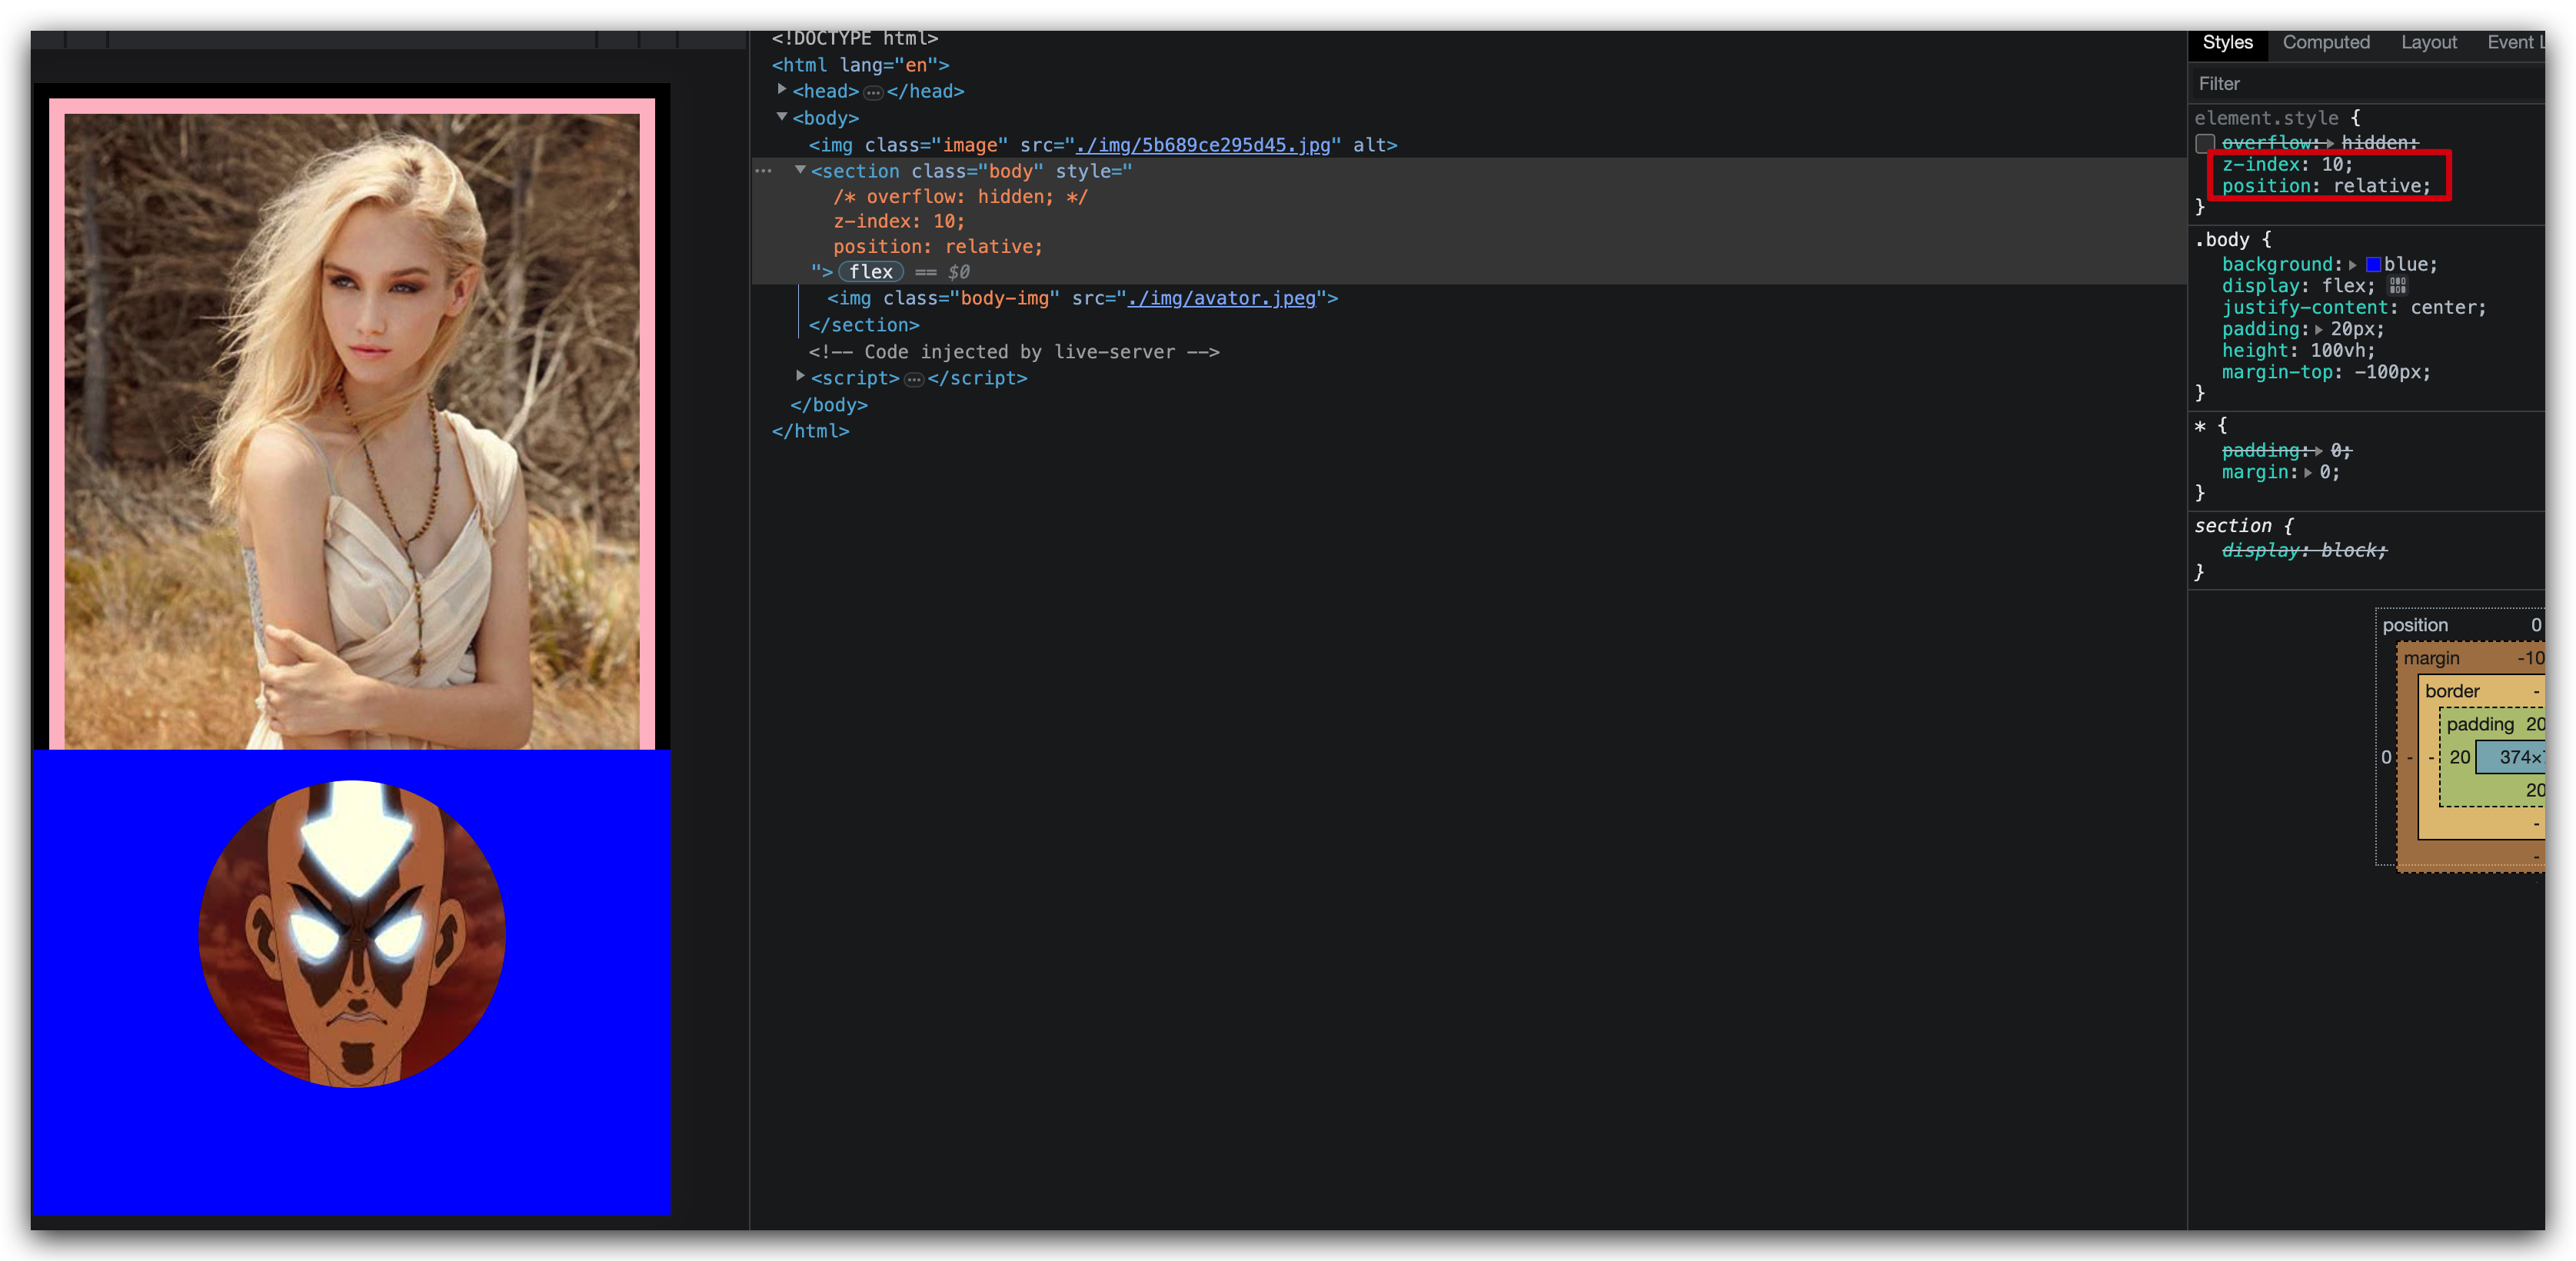 <!DOCTYPE html>
<html lang="en">
<head> ... </head>
<body>
<img class="image" src="./img/5b689ce295d45.jpg" alt>
<section class="body" style="
/* overflow: hidden; */
z-index: 10;
position: relative;
"> flex == $0
<img class="body-img" src="./img/avator.jpeg">
</section>
<!-- Code injected by live-server -->
<script> ... </script>
</body>
</html>
Styles Computed Layout Event L
Filter
element.style {
overflow: hidden;
z-index: 10;
position: relative;
}
.body {
background: blue;
display: flex;
justify-content: center;
padding: 20px;
height: 100vh;
margin-top: -100px;
}
* {
padding: 0;
margin: 0;
}
section {
display: block;
}
position 0
margin -10
border -
padding 20
0 - - 20 374×
20
-
-